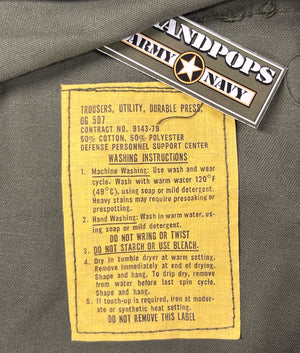 GRANDPOPS
ARMY NAVY
TROUSERS, UTILITY, DURABLE PRESS,
OG 507
CONTRACT NO. 9143-79
50% COTTON, 50% POLYESTER
DEFENSE PERSONNEL SUPPORT CENTER
WASHING INSTRUCTIONS
1. Machine Washing: Use wash and wear
cycle. Wash with warm water 120°F
(49°C), using soap or mild detergent.
Heavy stains may require presoaking or
prespotting.
2. Hand Washing: Wash in warm water, us-
ing soap or mild detergent.
DO NOT WRING OR TWIST
3. DO NOT STARCH OR USE BLEACH.
4. Dry in tumble dryer at warm setting.
Remove immediately at end of drying.
Shape and hang. To drip dry, remove
from water before last spin cycle.
Shape and hang.
5. If touch-up is required, iron at moder-
ate or synthetic heat setting.
DO NOT REMOVE THIS LABEL